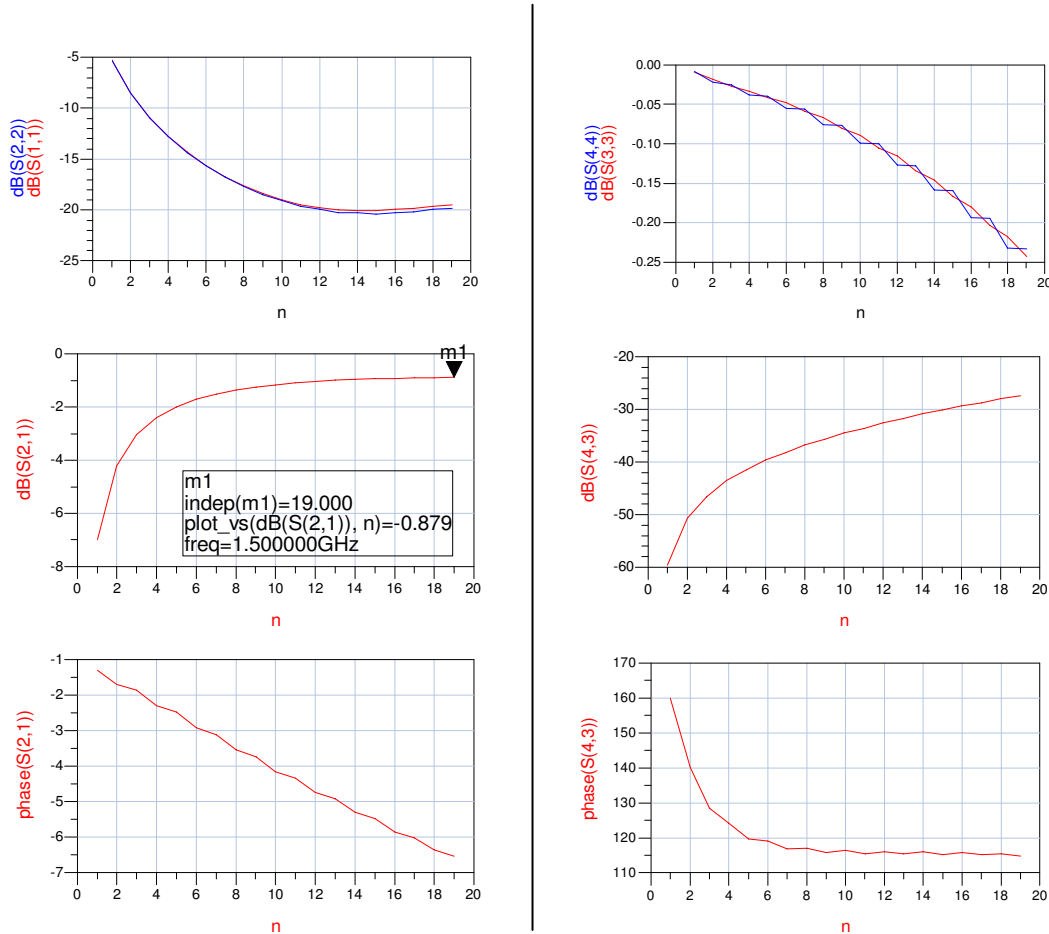 dB(S(2,2))
dB(S(1,1))
-5
-10
-15
-20
-25
0 2 4 6 8 10 12 14 16 18 20
n
dB(S(4,4))
dB(S(3,3))
0.00
-0.05
-0.10
-0.15
-0.20
-0.25
0 2 4 6 8 10 12 14 16 18 20
n
dB(S(2,1))
0
-2
-4
-6
-8
m1
m1
indep(m1)=19.000
plot_vs(dB(S(2,1)), n)=-0.879
freq=1.500000GHz
0 2 4 6 8 10 12 14 16 18 20
n
dB(S(4,3))
-20
-30
-40
-50
-60
0 2 4 6 8 10 12 14 16 18 20
n
phase(S(2,1))
-1
-2
-3
-4
-5
-6
-7
0 2 4 6 8 10 12 14 16 18 20
n
phase(S(4,3))
170
160
150
140
130
120
110
0 2 4 6 8 10 12 14 16 18 20
n